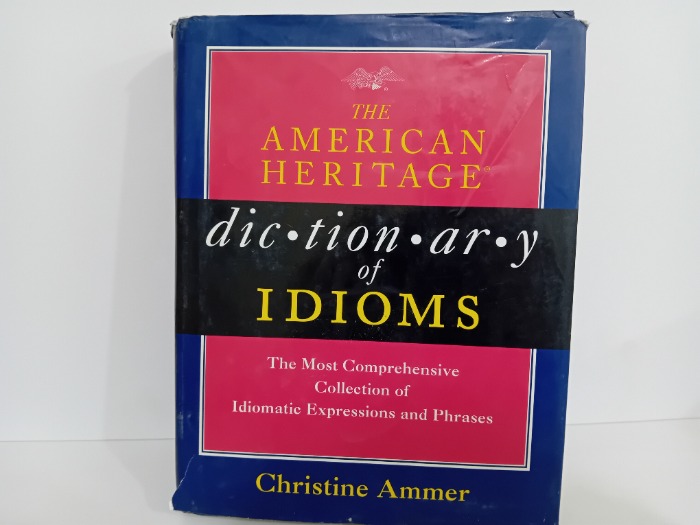 THE
AMERICAN
HERITAGE®
dic•tion•ar•y
of
IDIOMS
The Most Comprehensive
Collection of
Idiomatic Expressions and Phrases
Christine Ammer